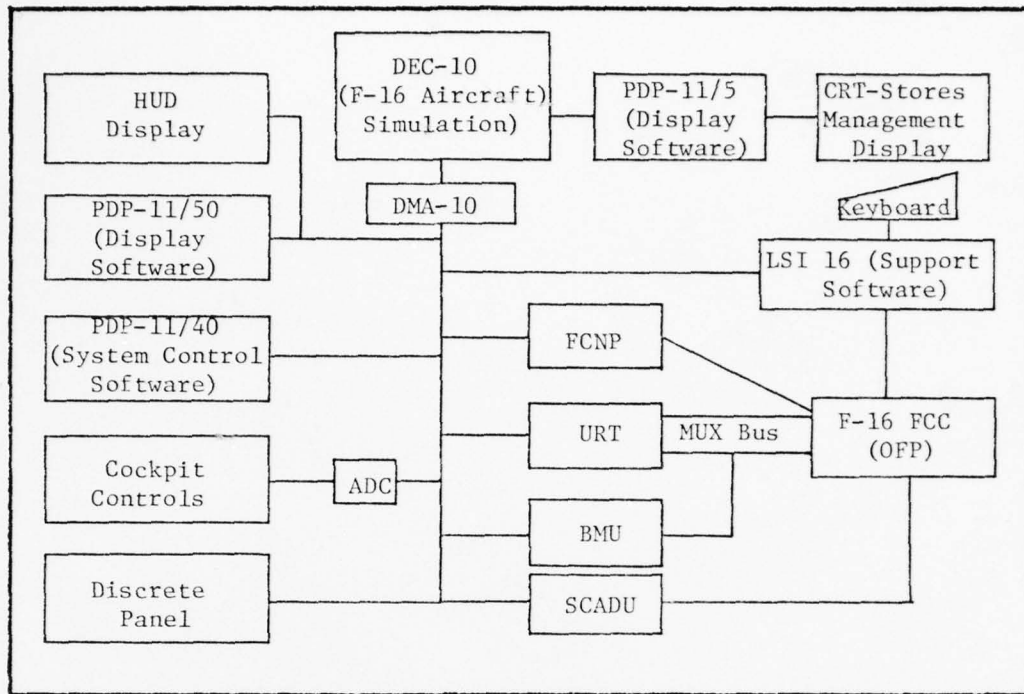 HUD
Display
DEC-10
(F-16 Aircraft)
Simulation)
PDP-11/5
(Display
Software)
CRT-Stores
Management
Display
PDP-11/50
(Display
Software)
DMA-10
Keyboard
LSI 16 (Support
Software)
PDP-11/40
(System Control
Software)
FCNP
Cockpit
Controls
ADC
URT
MUX Bus
F-16 FCC
(OFP)
BMU
Discrete
Panel
SCADU